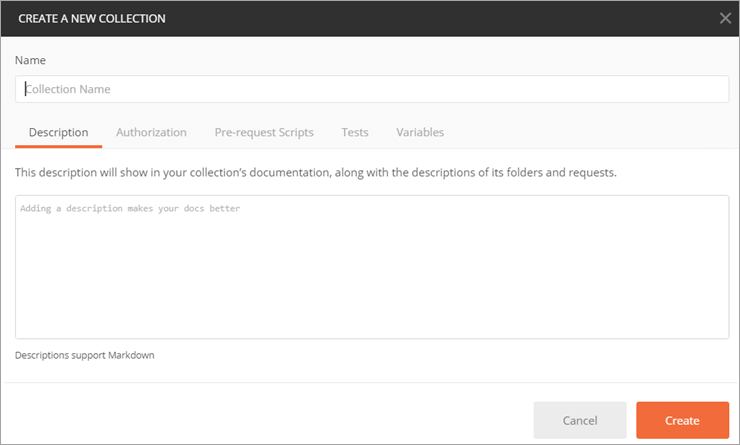 CREATE A NEW COLLECTION
Name
Collection Name
Description Authorization Pre-request Scripts Tests Variables
This description will show in your collection's documentation, along with the descriptions of its folders and requests.
Adding a description makes your docs better
Descriptions support Markdown
Cancel Create